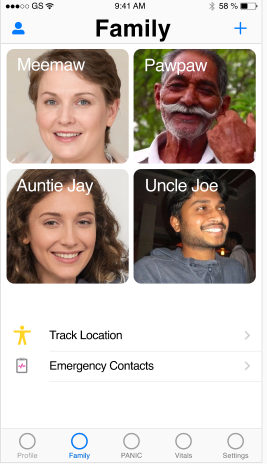 GS 9:41 AM 58 %
Family
Meemaw Pawpaw
Auntie Jay Uncle Joe
Track Location
Emergency Contacts
Profile Family PANIC Vitals Settings